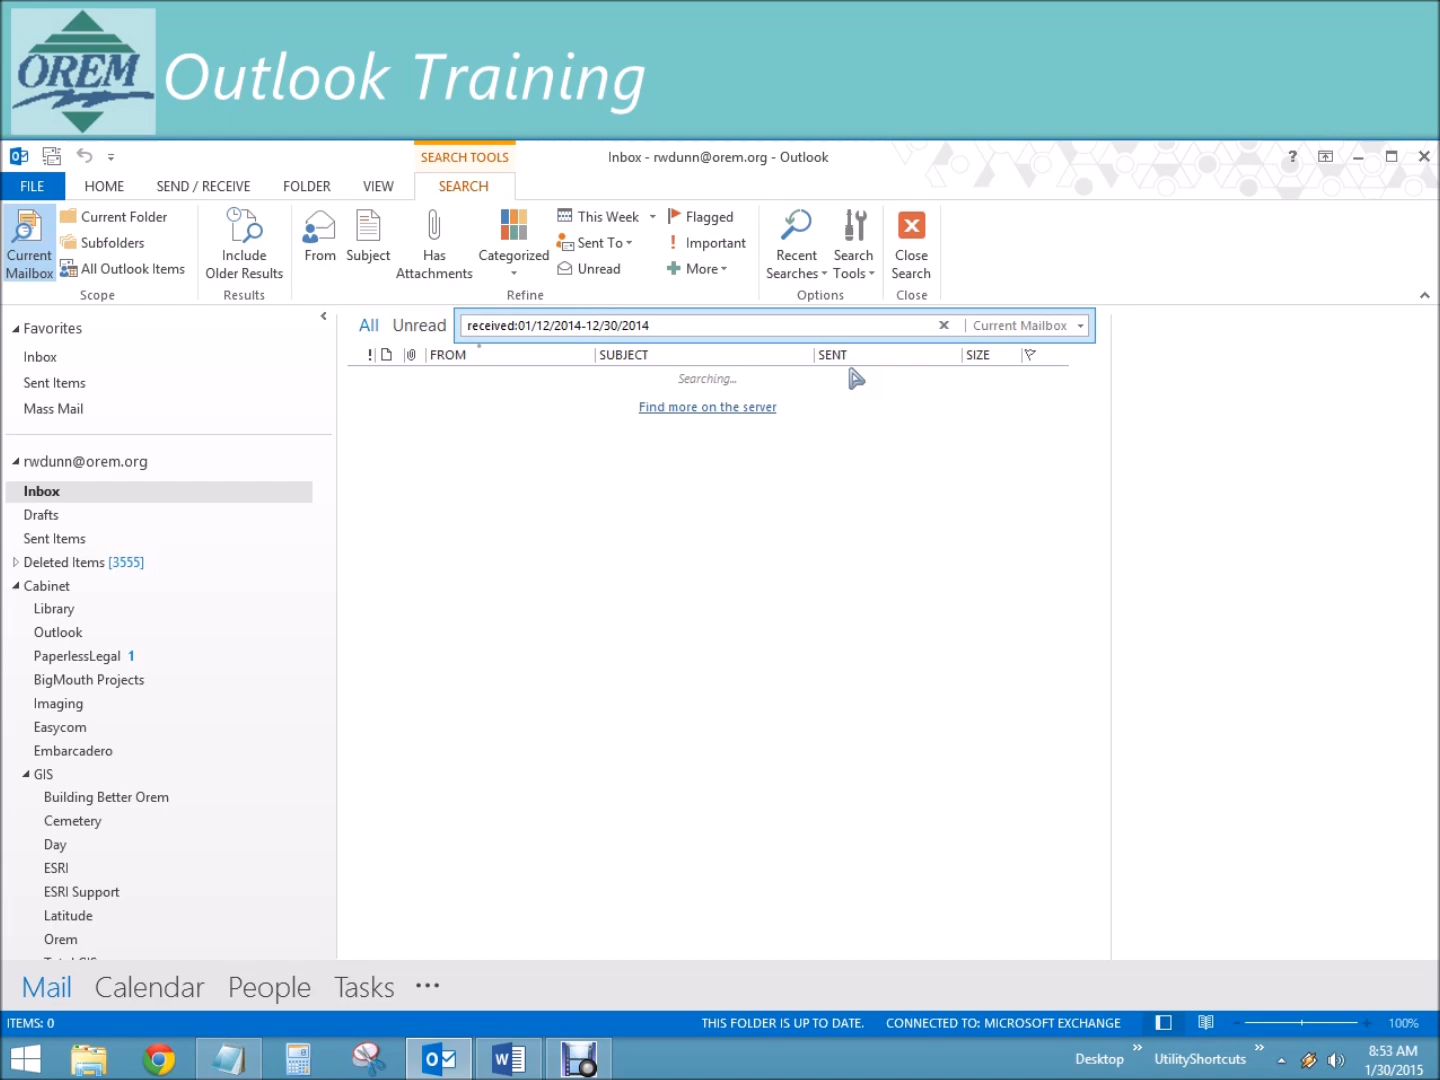 OREM
Outlook Training
SEARCH TOOLS
Inbox - rwdunn@orem.org - Outlook
?
FILE
HOME
SEND / RECEIVE
FOLDER
VIEW
SEARCH
Current Mailbox
Current Folder
Subfolders
All Outlook Items
Scope
Include Older Results
Results
From
Subject
Has Attachments
Categorized
This Week
Sent To
Unread
Flagged
! Important
More
Refine
Recent Searches
Search Tools
Options
Close Search
Close
Favorites
Inbox
Sent Items
Mass Mail
rwdunn@orem.org
Inbox
Drafts
Sent Items
Deleted Items [3555]
Cabinet
Library
Outlook
PaperlessLegal 1
BigMouth Projects
Imaging
Easycom
Embarcadero
GIS
Building Better Orem
Cemetery
Day
ESRI
ESRI Support
Latitude
Orem
All Unread
received:01/12/2014-12/30/2014
Current Mailbox
! FROM SUBJECT SENT SIZE
Searching...
Find more on the server
Mail Calendar People Tasks •••
ITEMS: 0
THIS FOLDER IS UP TO DATE.
CONNECTED TO: MICROSOFT EXCHANGE
100%
Desktop »
UtilityShortcuts »
8:53 AM
1/30/2015